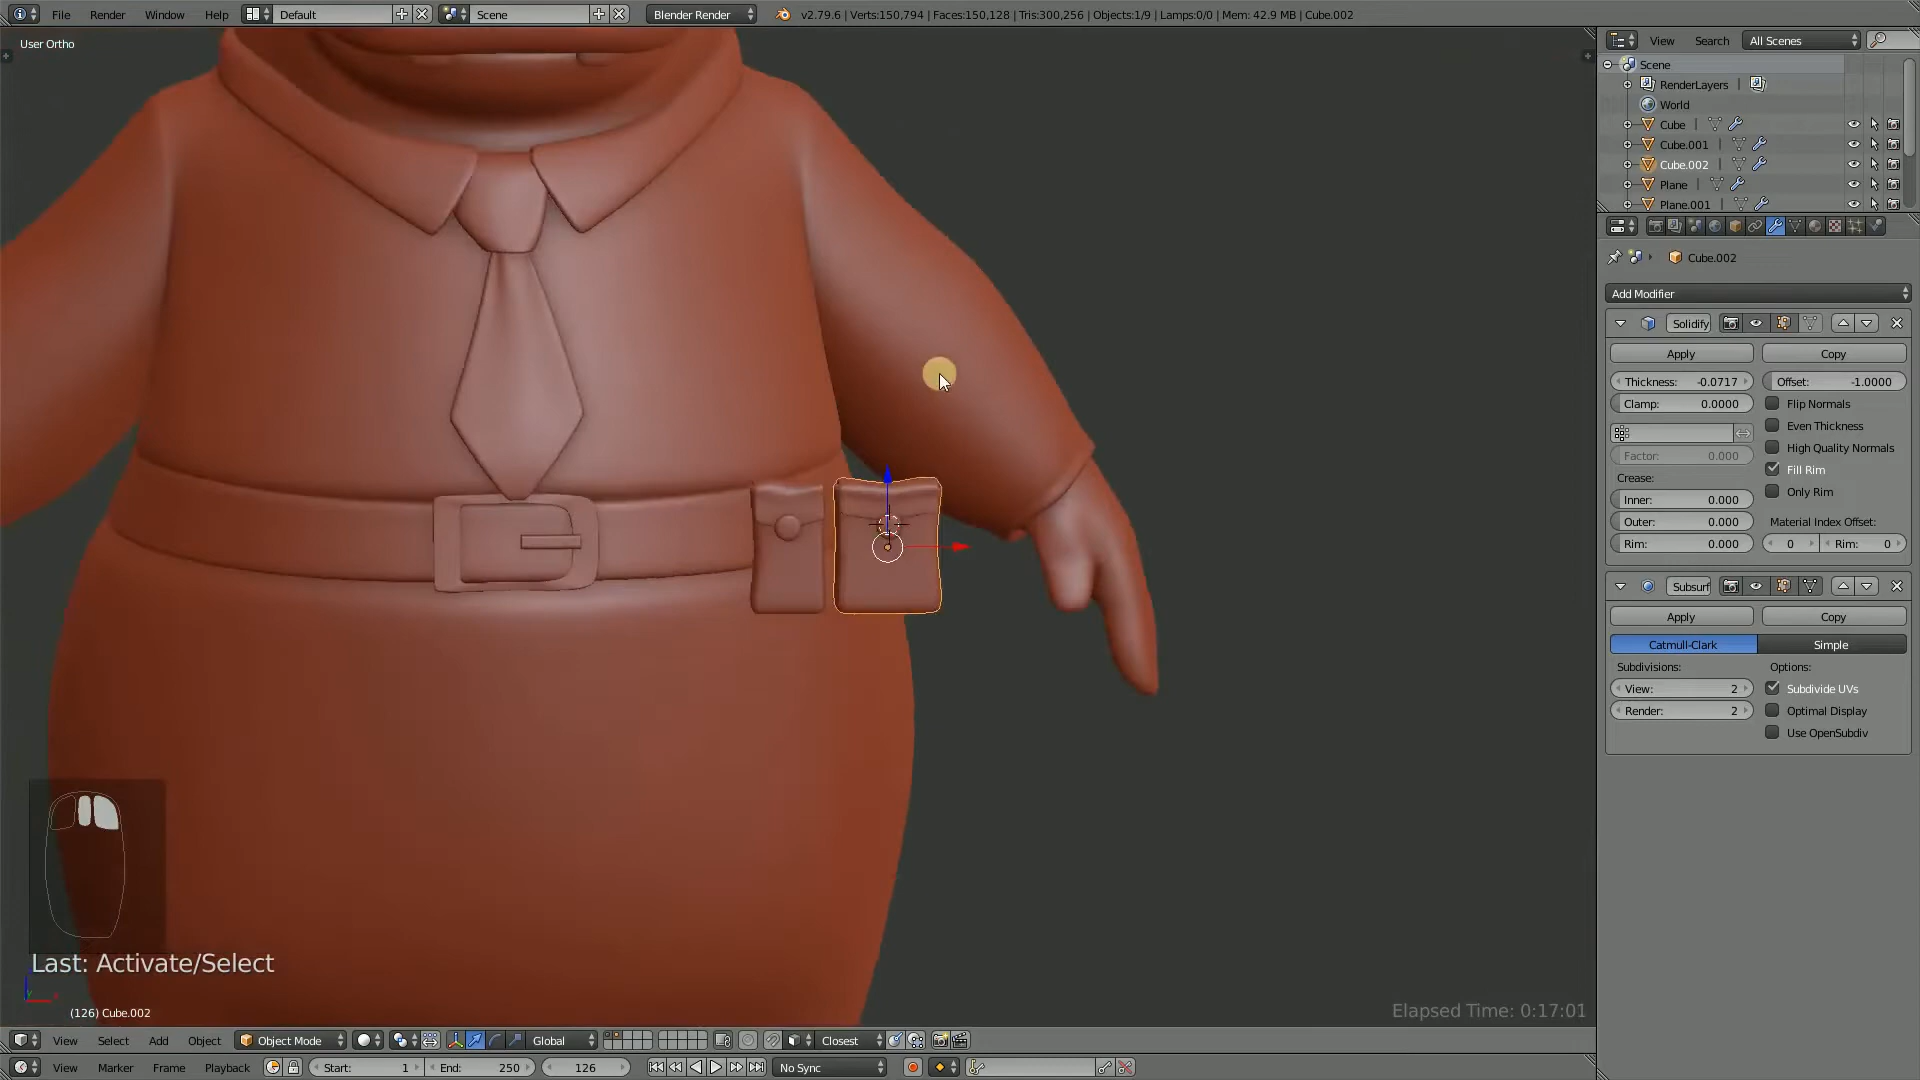 File Render Window Help Default Scene Blender Render v2.79.6 | Verts:150,794 | Faces:150,128 | Tris:300,256 | Objects:1/9 | Lamps:0/0 | Mem: 42.9 MB | Cube.002
User Ortho
View Search All Scenes
Scene
RenderLayers |
World
Cube |
Cube.001 |
Cube.002 |
Plane |
Plane.001 |
Cube.002
Add Modifier
Solidify
Apply Copy
Thickness: -0.0717 Offset: -1.0000
Clamp: 0.0000 Flip Normals
Even Thickness
Factor: 0.000 High Quality Normals
Crease: Fill Rim
Inner: 0.000 Only Rim
Outer: 0.000 Material Index Offset:
Rim: 0.000 0 Rim: 0
Subsurf
Apply Copy
Catmull-Clark Simple
Subdivisions: Options:
View: 2 Subdivide UVs
Render: 2 Optimal Display
Use OpenSubdiv
Last: Activate/Select
(126) Cube.002
Elapsed Time: 0:17:01
View Select Add Object Object Mode Global Closest
View Marker Frame Playback Start: 1 End: 250 126 No Sync